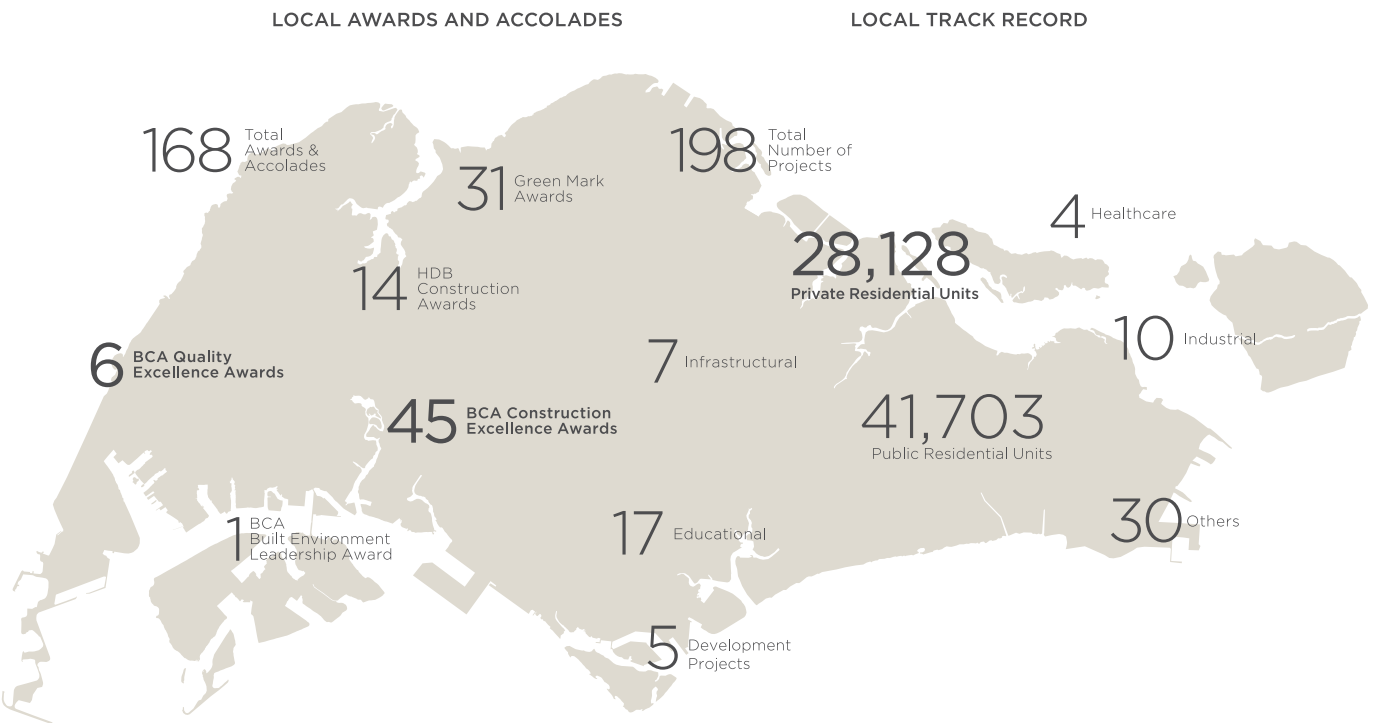 LOCAL AWARDS AND ACCOLADES
168
Total
Awards &
Accolades
31
Green Mark
Awards
14
HDB
Construction
Awards
6
BCA Quality
Excellence Awards
45
BCA Construction
Excellence Awards
1
BCA
Built Environment
Leadership Award
LOCAL TRACK RECORD
198
Total
Number of
Projects
4 Healthcare
28,128
Private Residential Units
10 Industrial
7 Infrastructural
41,703
Public Residential Units
17 Educational
30 Others
5
Development
Projects